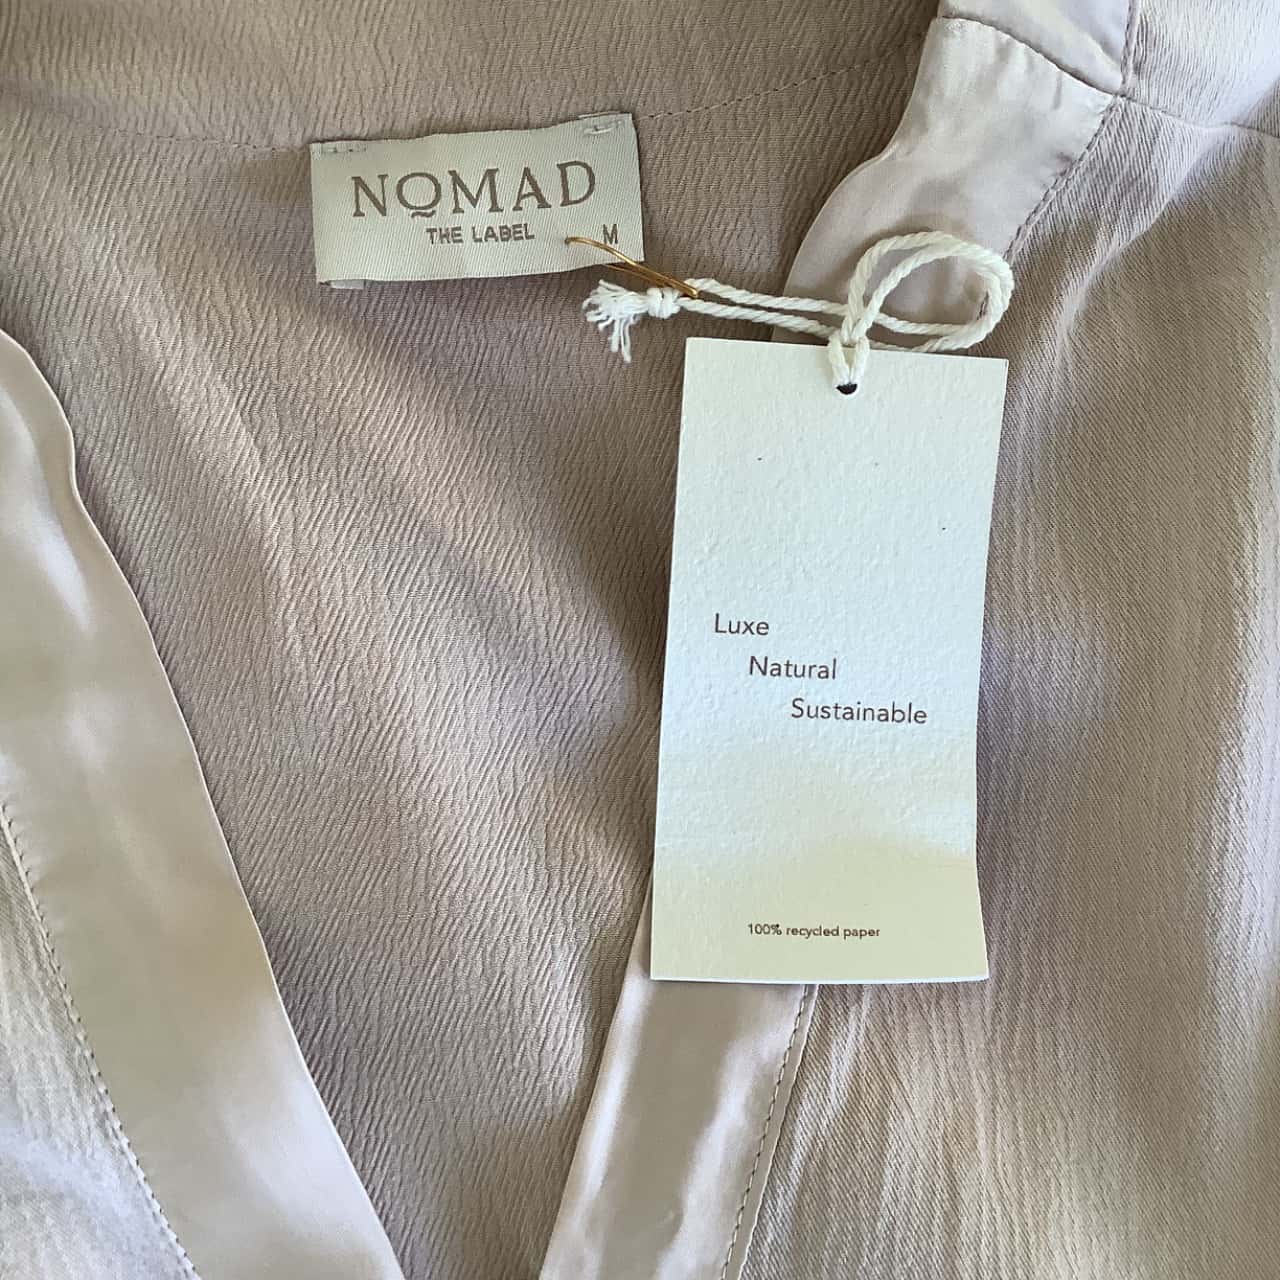 NOMAD
THE LABEL
M
Luxe
Natural
Sustainable
100% recycled paper